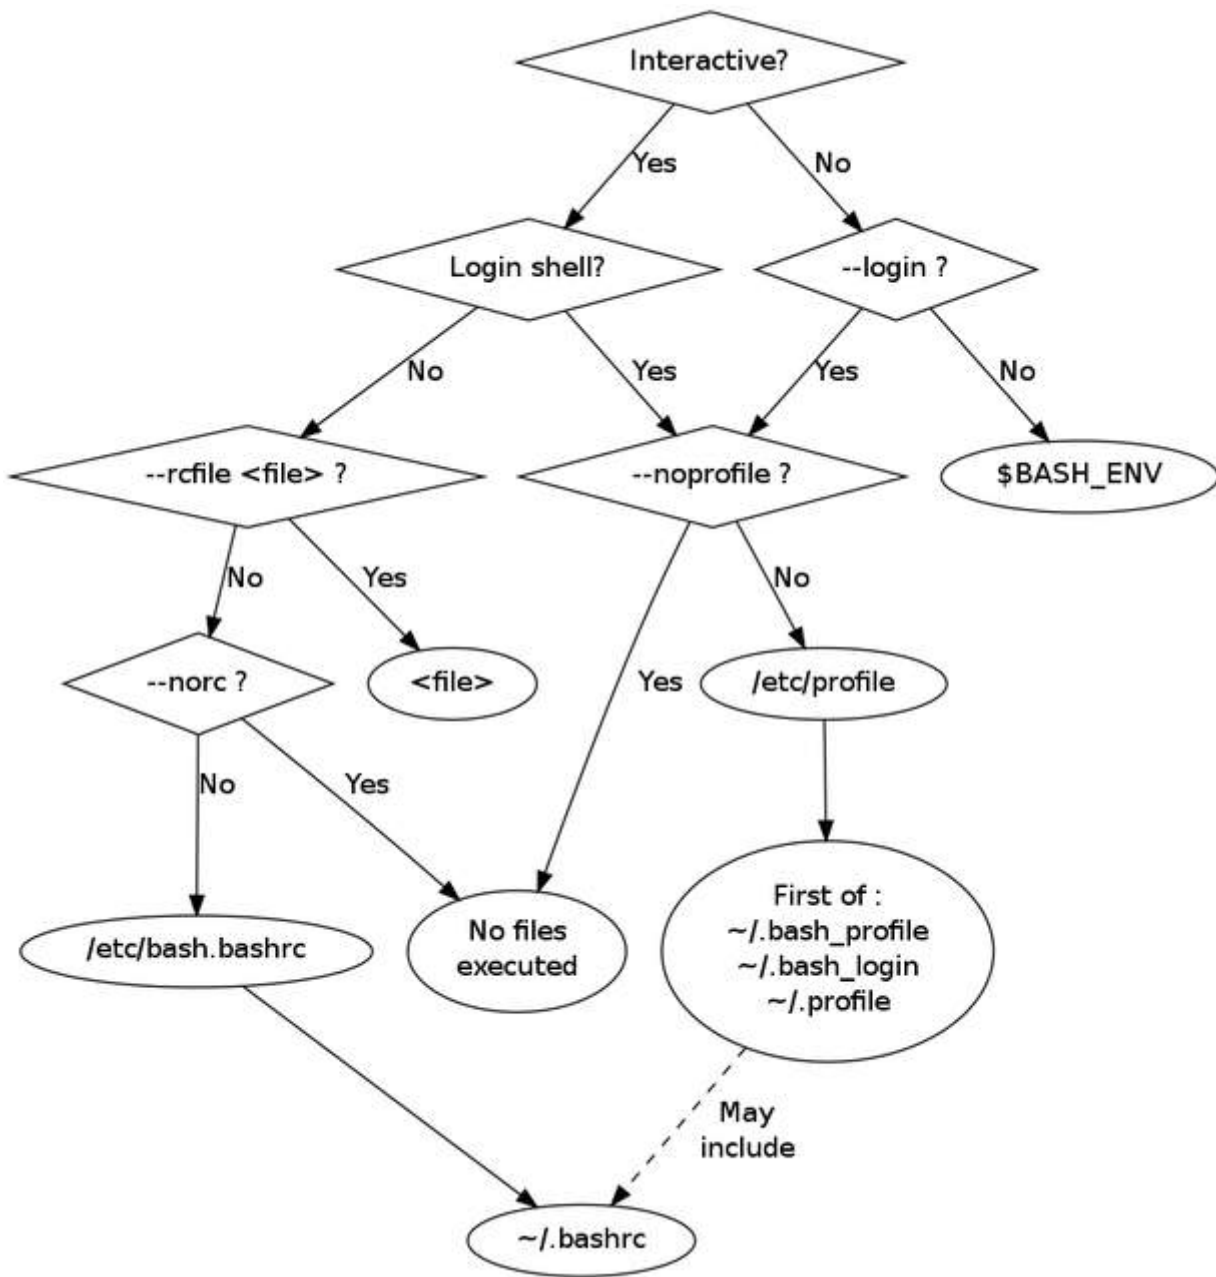 Interactive?
Yes
No
Login shell?
--login ?
No
Yes
Yes
No
--rcfile <file> ?
--noprofile ?
$BASH_ENV
No
Yes
No
--norc ?
<file>
Yes
/etc/profile
No
Yes
/etc/bash.bashrc
No files
executed
First of :
~/.bash_profile
~/.bash_login
~/.profile
May
include
~/.bashrc